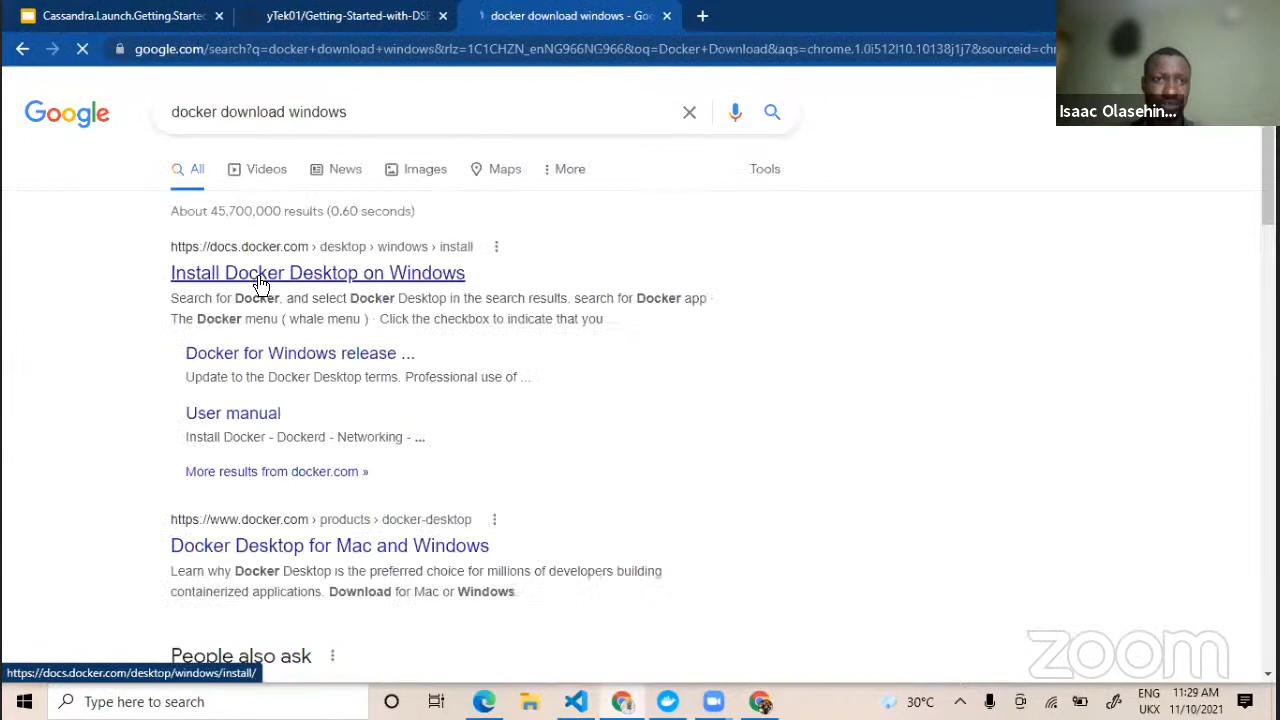 Cassandra.Launch.Getting.Starte
yTek01/Getting-Started-with-DSE
docker download windows - Goo
google.com/search?q=docker+download+windows&rlz=1C1CHZN_enNG966NG966&oq=Docker+Download&aqs=chrome.1.0i512l10.10138j1j7&sourceid=chr
Isaac Olasehin...
Google
docker download windows
All
Videos
News
Images
Maps
More
Tools
About 45,700,000 results (0.60 seconds)
https://docs.docker.com › desktop › windows › install
Install Docker Desktop on Windows
Search for Docker, and select Docker Desktop in the search results. search for Docker app ·
The Docker menu ( whale menu ) · Click the checkbox to indicate that you
Docker for Windows release ...
Update to the Docker Desktop terms. Professional use of ...
User manual
Install Docker - Dockerd - Networking - ...
More results from docker.com »
https://www.docker.com › products › docker-desktop
Docker Desktop for Mac and Windows
Learn why Docker Desktop is the preferred choice for millions of developers building
containerized applications. Download for Mac or Windows.
People also ask
zoom
https://docs.docker.com/desktop/windows/install/
Type here to search
30°C
ENG
UKX
11:29 AM
11/10/2021